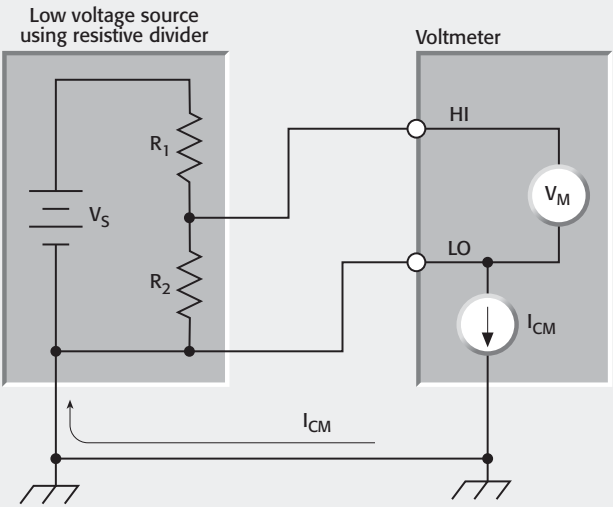 Low voltage source
using resistive divider
Voltmeter
HI
R1
VM
VS
LO
R2
ICM
ICM